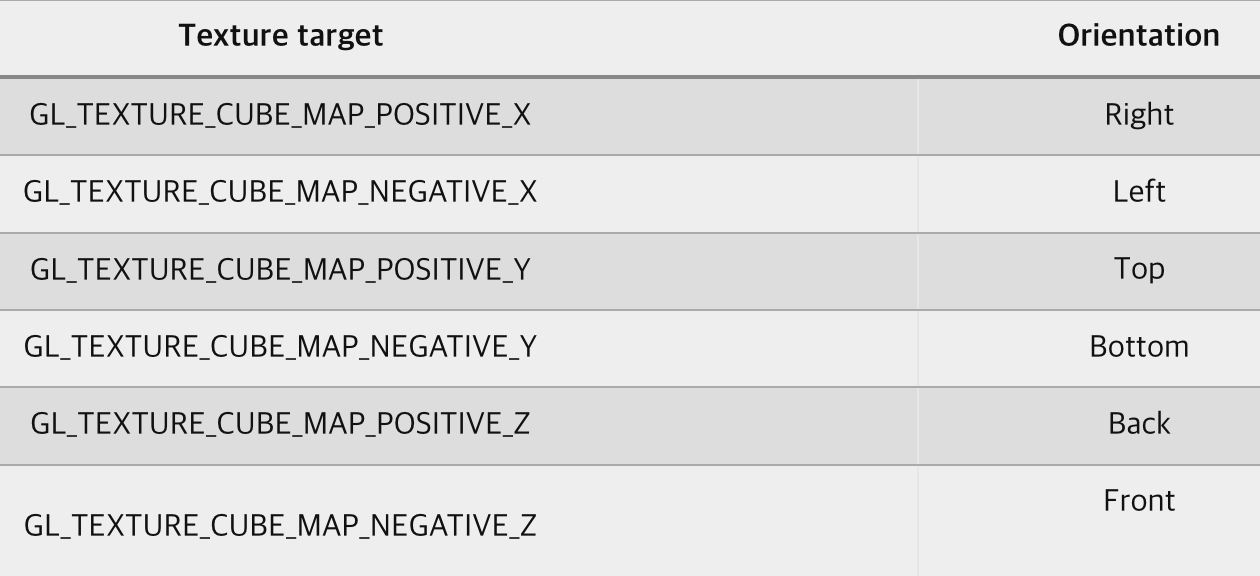 Texture target Orientation
GL_TEXTURE_CUBE_MAP_POSITIVE_X Right
GL_TEXTURE_CUBE_MAP_NEGATIVE_X Left
GL_TEXTURE_CUBE_MAP_POSITIVE_Y Top
GL_TEXTURE_CUBE_MAP_NEGATIVE_Y Bottom
GL_TEXTURE_CUBE_MAP_POSITIVE_Z Back
GL_TEXTURE_CUBE_MAP_NEGATIVE_Z Front